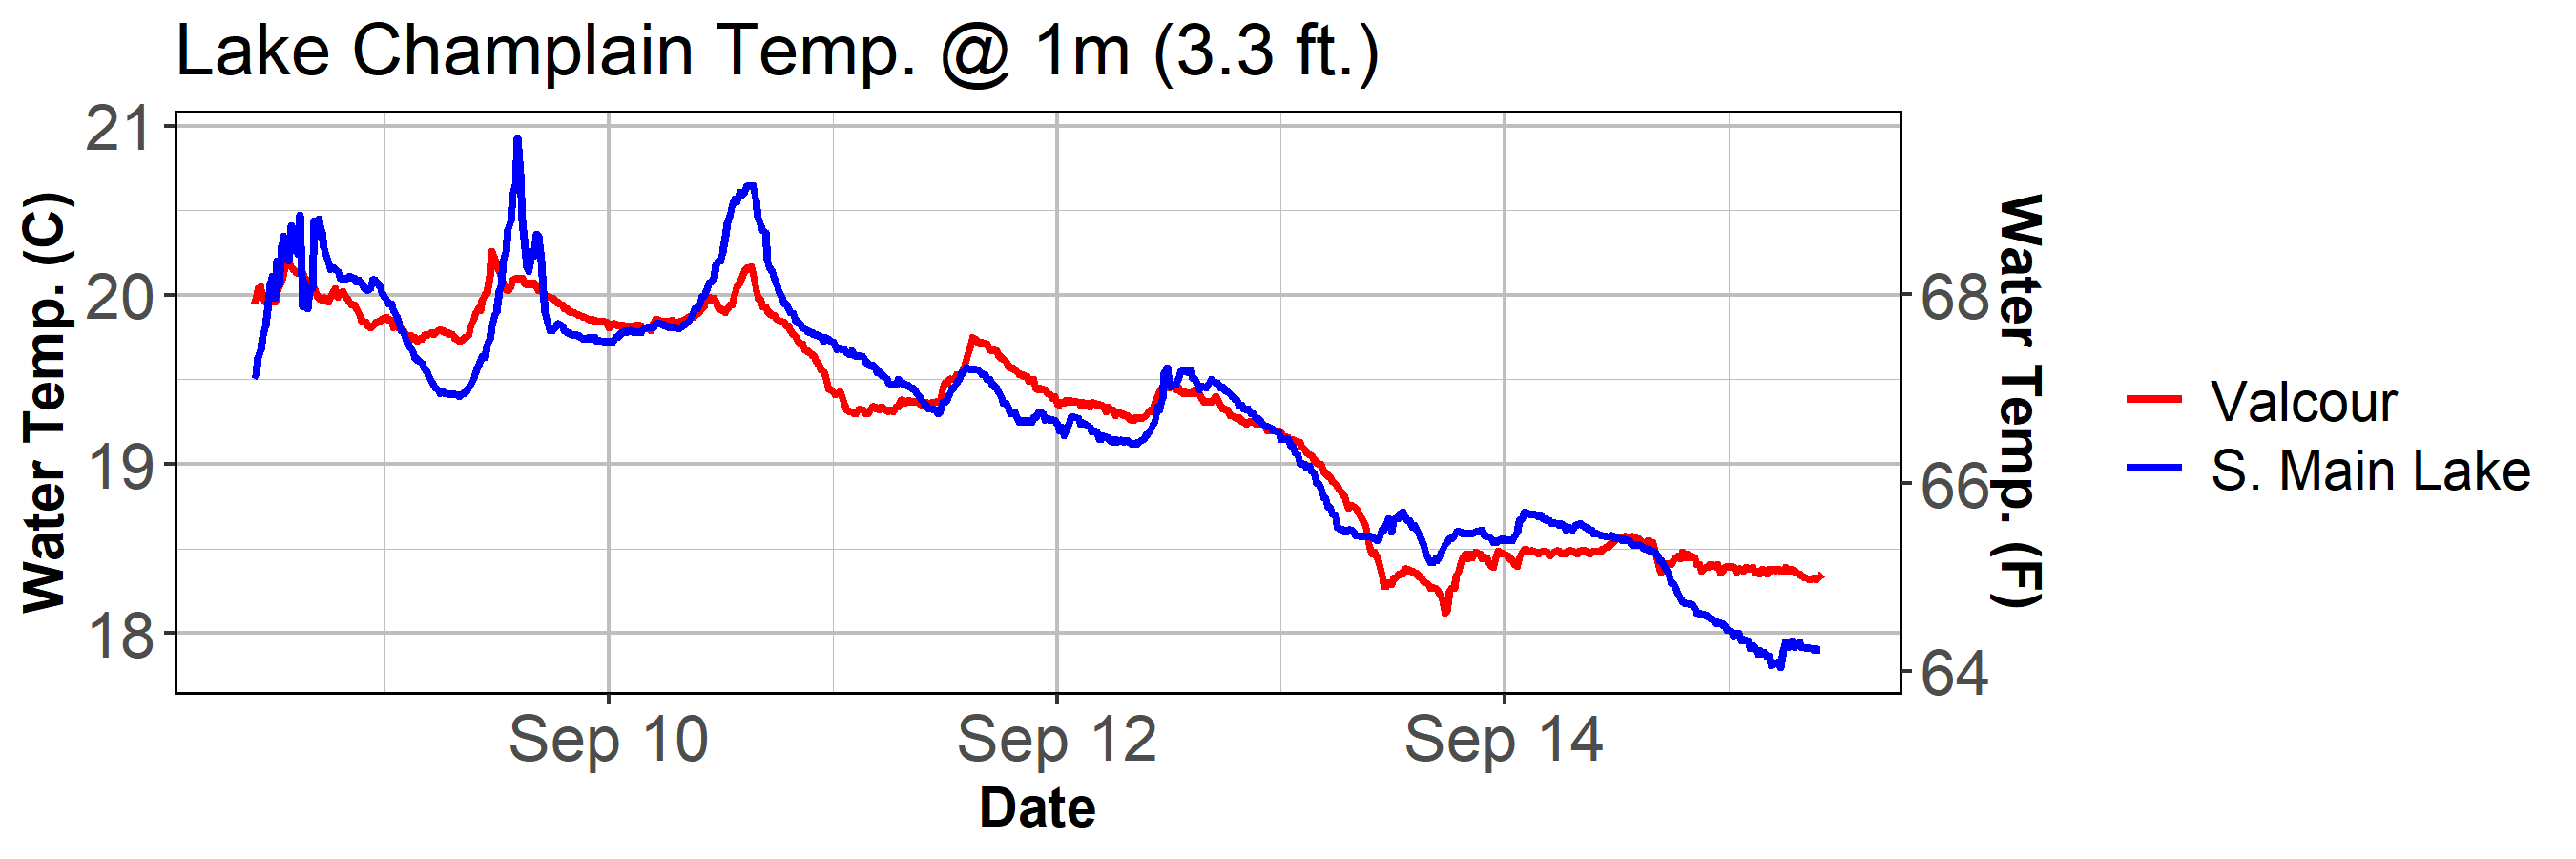 Lake Champlain Temp. @ 1m (3.3 ft.)
Water Temp. (C)
21
20
19
18
68
66
64
Water Temp. (F)
Valcour
S. Main Lake
Sep 10
Sep 12
Sep 14
Date